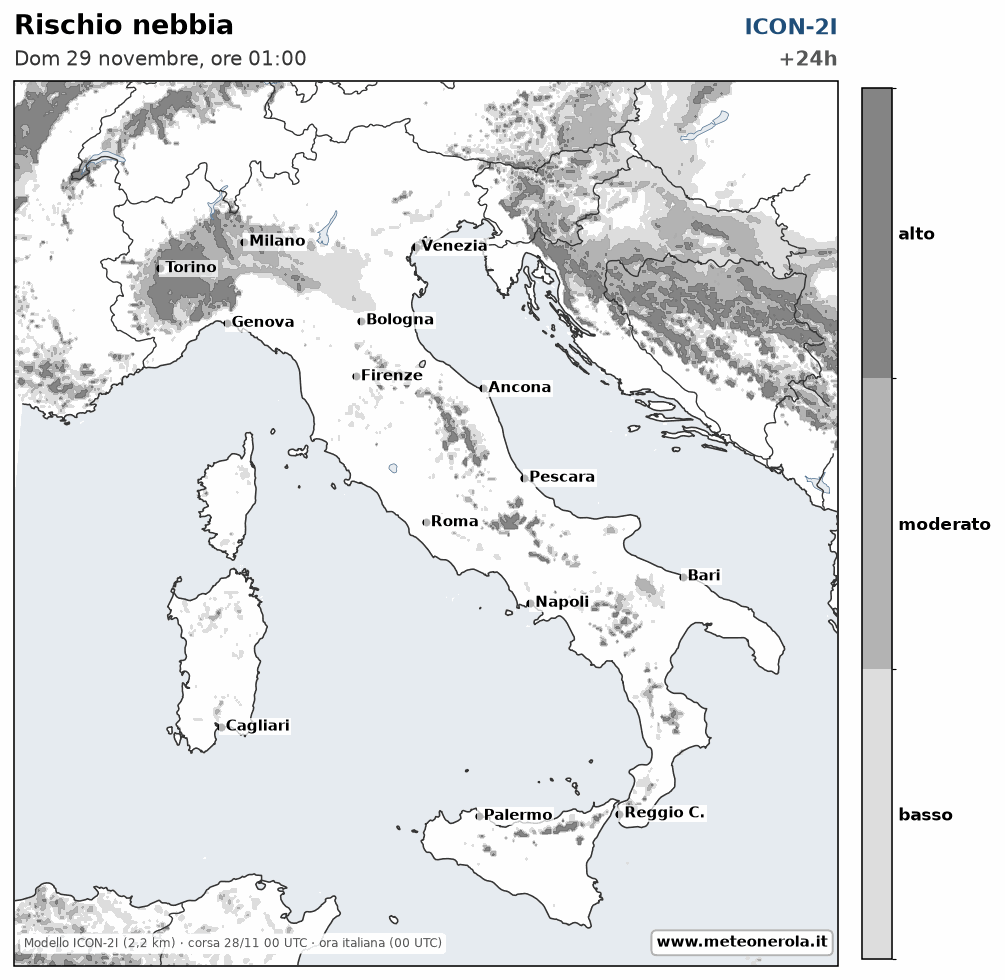 Rischio nebbia
ICON-2I
Dom 29 novembre, ore 01:00
+24h
alto
moderato
basso
Milano
Venezia
Torino
Genova
Bologna
Firenze
Ancona
Pescara
Roma
Bari
Napoli
Cagliari
Palermo
Reggio C.
Modello ICON-2I (2,2 km) · corsa 28/11 00 UTC · ora italiana (00 UTC)
www.meteonerola.it